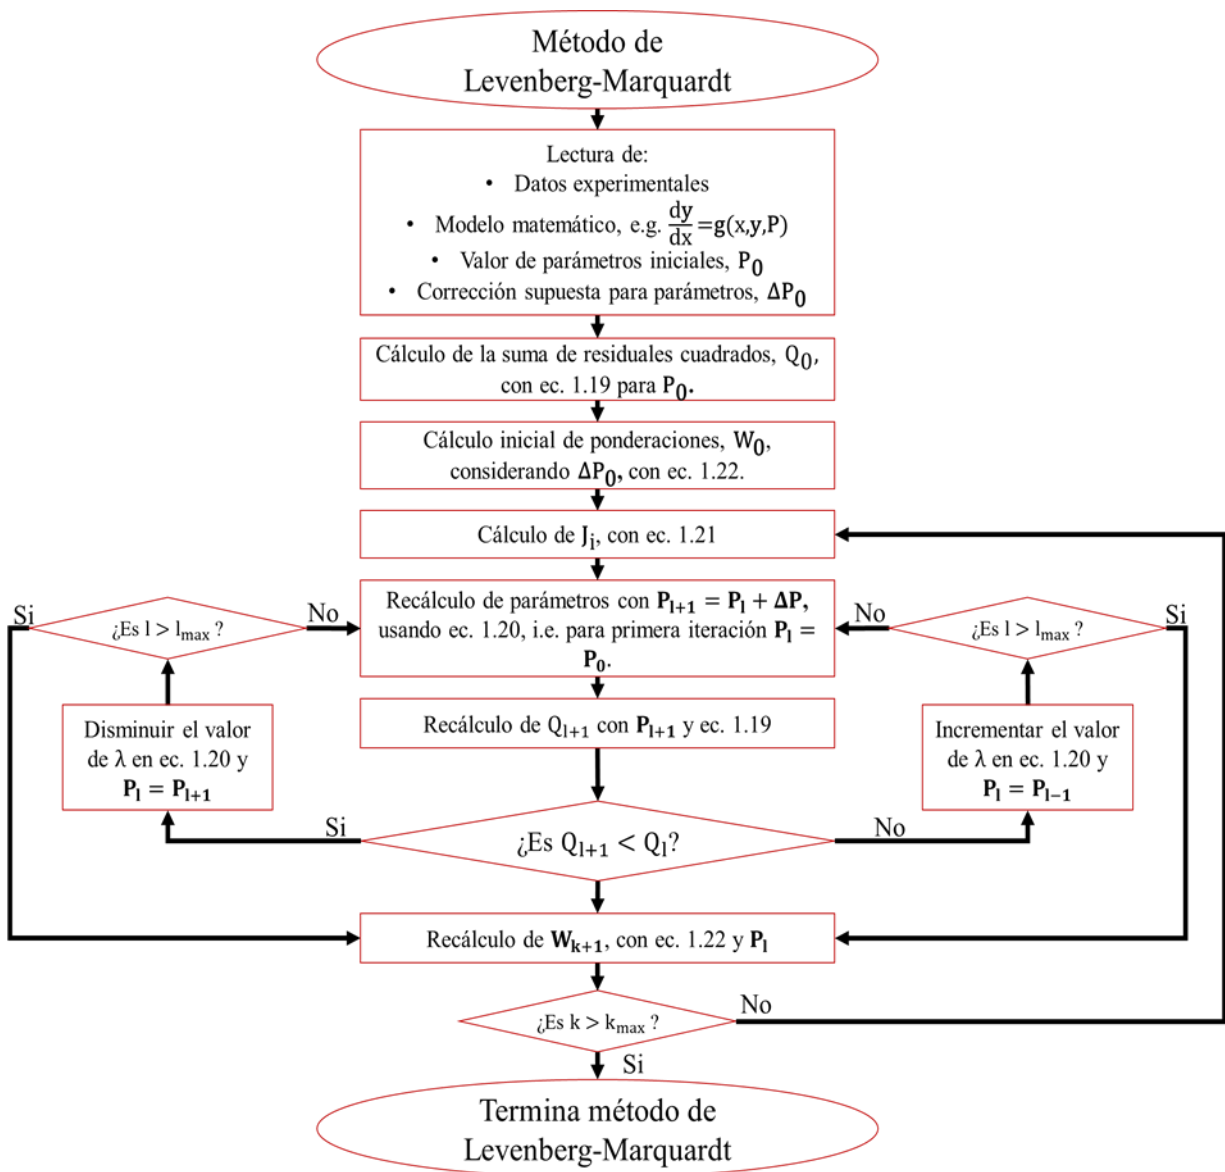 Método de
Levenberg-Marquardt
Lectura de:
• Datos experimentales
• Modelo matemático, e.g. dy/dx=g(x,y,P)
• Valor de parámetros iniciales, P₀
• Corrección supuesta para parámetros, ΔP₀
Cálculo de la suma de residuales cuadrados, Q₀,
con ec. 1.19 para P₀.
Cálculo inicial de ponderaciones, W₀,
considerando ΔP₀, con ec. 1.22.
Cálculo de Jᵢ, con ec. 1.21
Si
¿Es l > lmax ?
No
Recálculo de parámetros con Pl+1 = Pl + ΔP,
usando ec. 1.20, i.e. para primera iteración Pl =
P₀.
No
¿Es l > lmax ?
Si
Disminuir el valor
de λ en ec. 1.20 y
Pl = Pl+1
Recálculo de Ql+1 con Pl+1 y ec. 1.19
Incrementar el valor
de λ en ec. 1.20 y
Pl = Pl−1
Si
¿Es Ql+1 < Ql?
No
Recálculo de Wk+1, con ec. 1.22 y Pl
¿Es k > kmax ?
No
Si
Termina método de
Levenberg-Marquardt